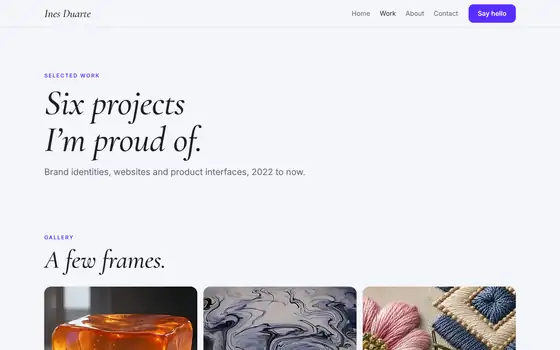 Ines Duarte
Home Work About Contact Say hello
SELECTED WORK
Six projects
I’m proud of.
Brand identities, websites and product interfaces, 2022 to now.
GALLERY
A few frames.